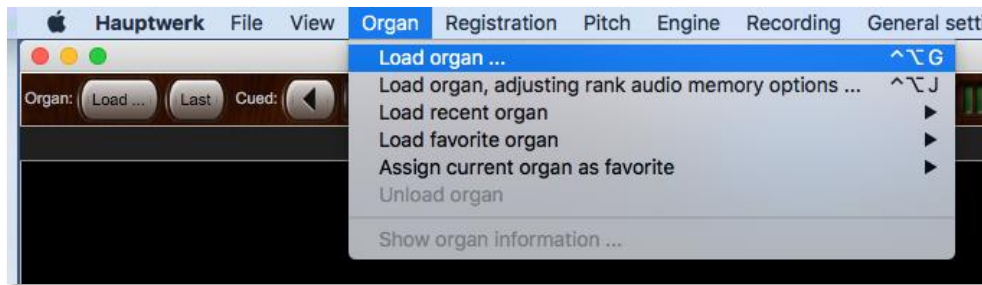 Hauptwerk File View Organ Registration Pitch Engine Recording General setti
Load organ ... ^⌥G
Organ: Load ... Last Cued:
Load organ, adjusting rank audio memory options ... ^⌥J
Load recent organ
Load favorite organ
Assign current organ as favorite
Unload organ
Show organ information ...